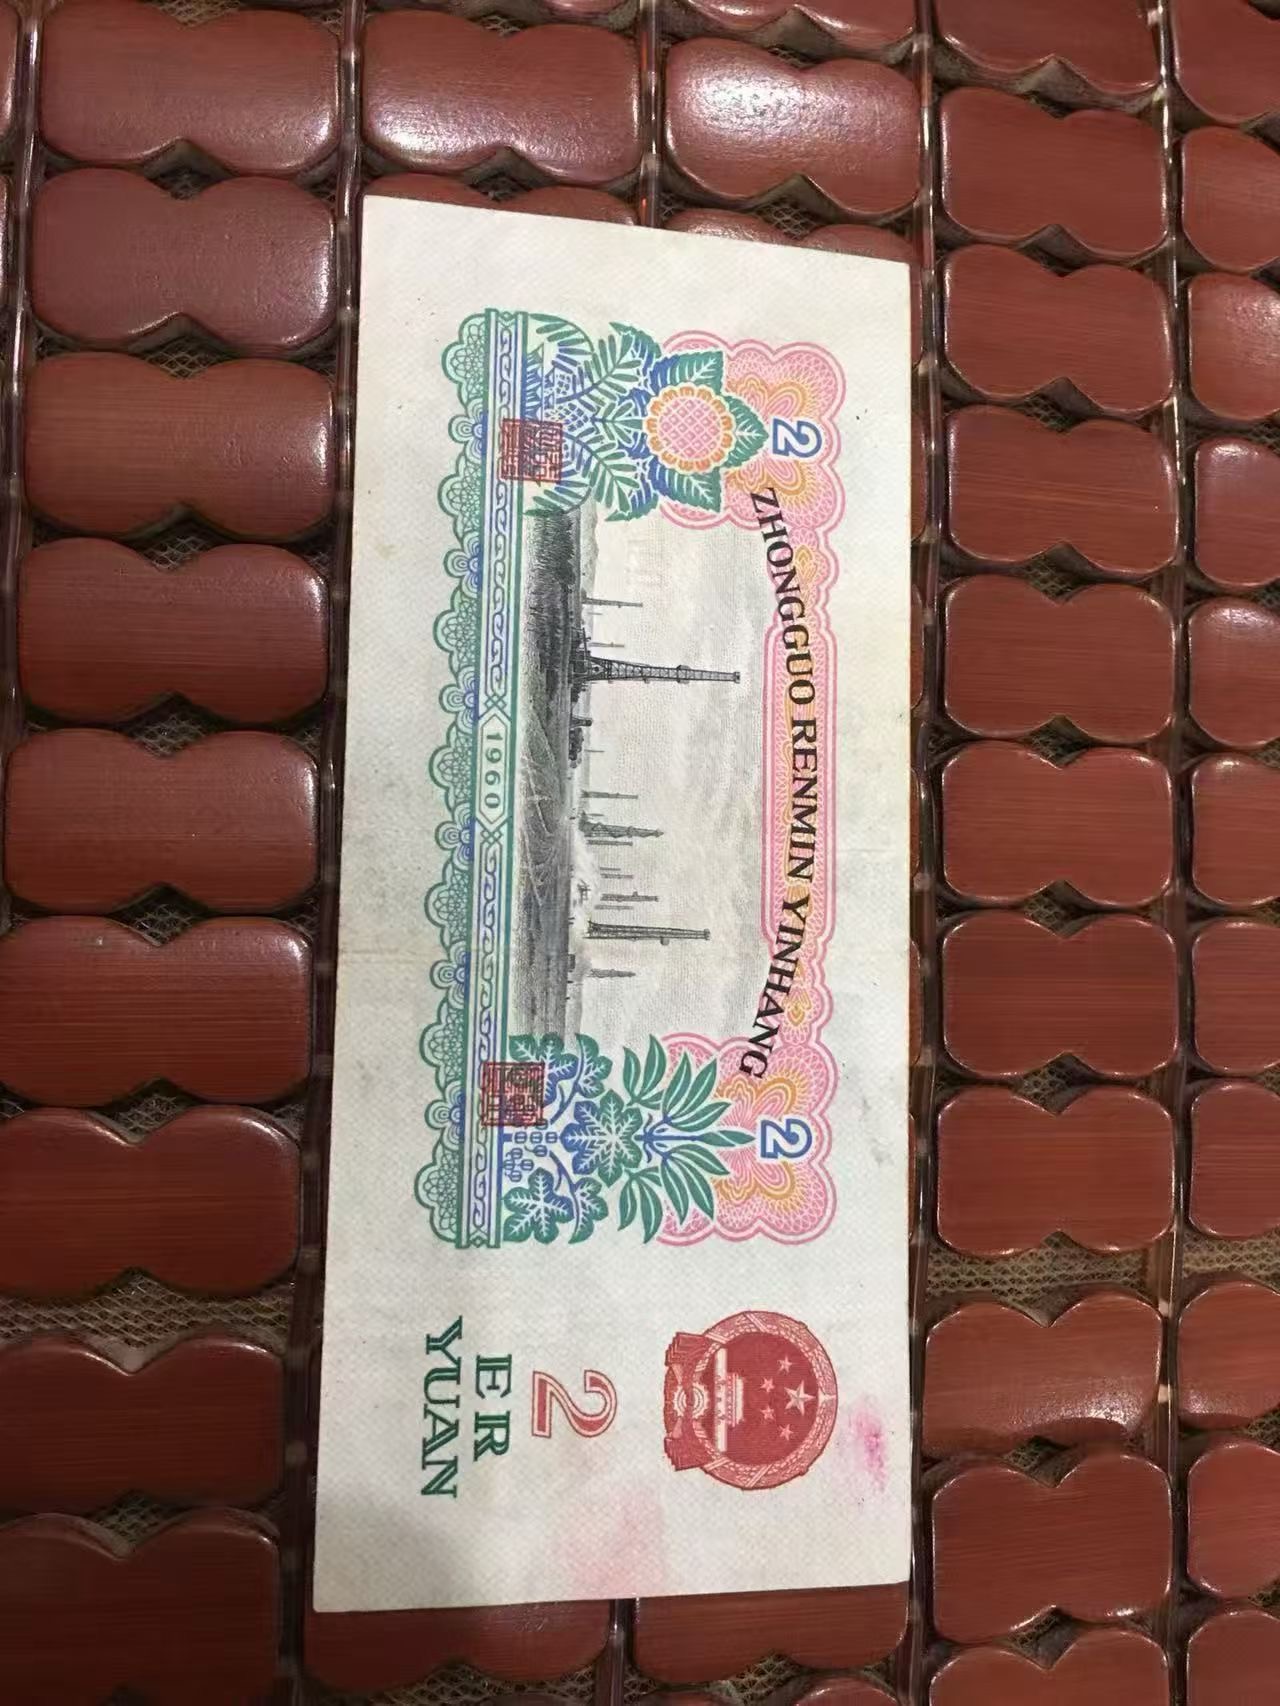 ZHONGGUO RENMIN YINHANG
2
2
1960
2
ER
YUAN